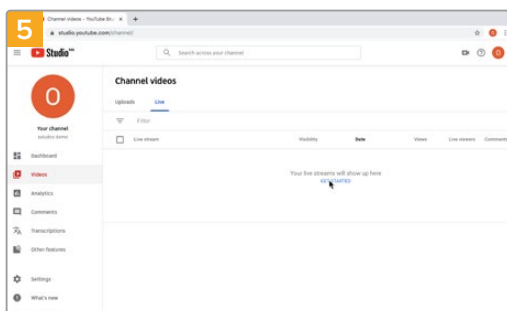 5
Channel videos - YouTube St
studio.youtube.com/channel/
Studio
Search across your channel
O
O
O
Your channel
Channel videos
Uploads Live
Filter
Live stream Visibility Date Views Live viewers Comments
Your live streams will show up here
GET STARTED
Dashboard
Videos
Analytics
Comments
Transcriptions
Other features
Settings
What's new